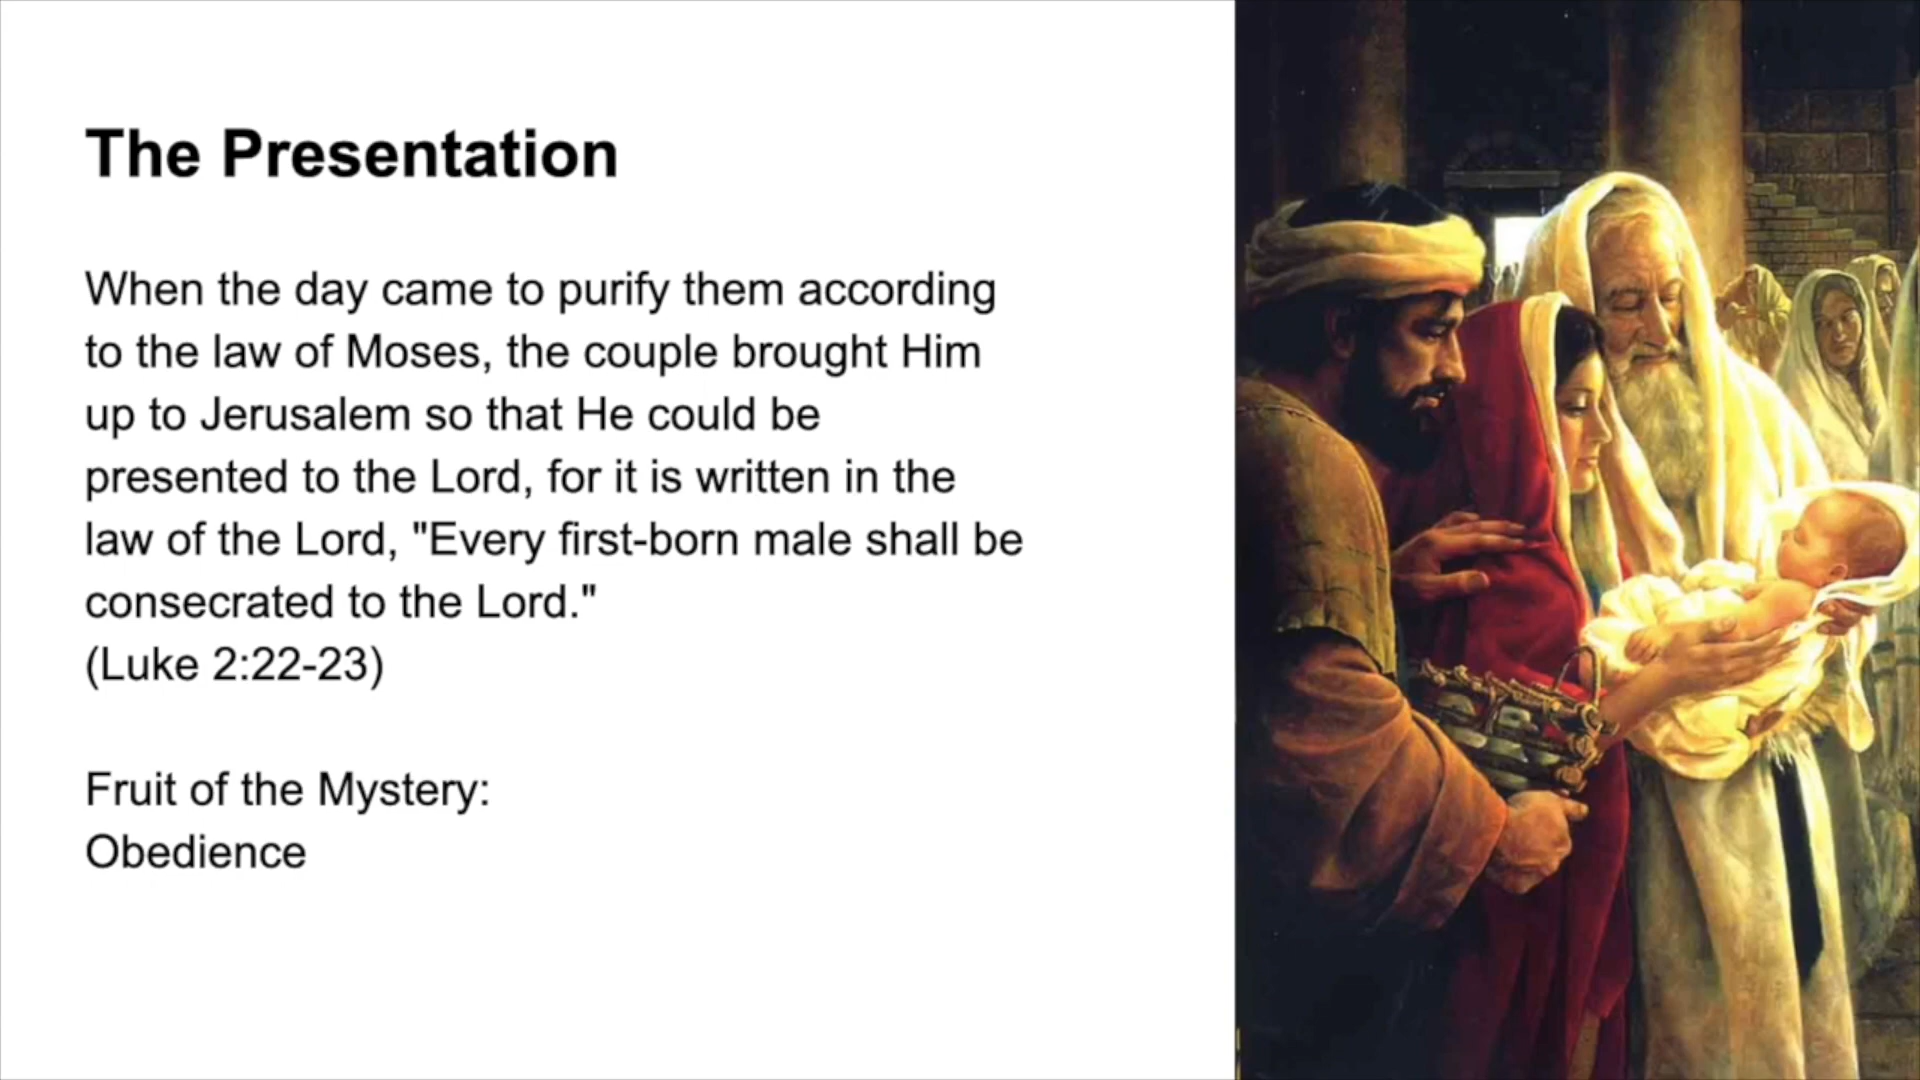 The Presentation
When the day came to purify them according
to the law of Moses, the couple brought Him
up to Jerusalem so that He could be
presented to the Lord, for it is written in the
law of the Lord, "Every first-born male shall be
consecrated to the Lord."
(Luke 2:22-23)
Fruit of the Mystery:
Obedience